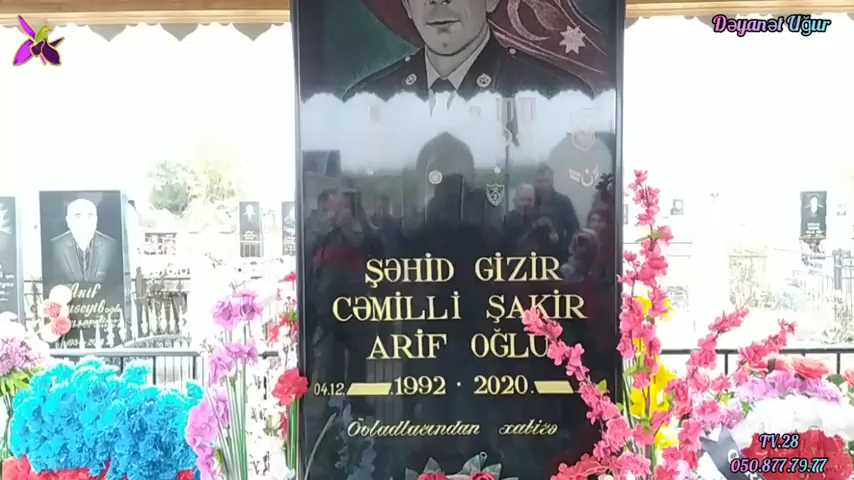 Dəyanət Uğur
ŞƏHİD GİZİR
CƏMİLLİ ŞAKİR
ARİF OĞLU
04.12. 1992 · 2020.
Övladlarından xatirə
Arif
TV.28
050.877.79.77